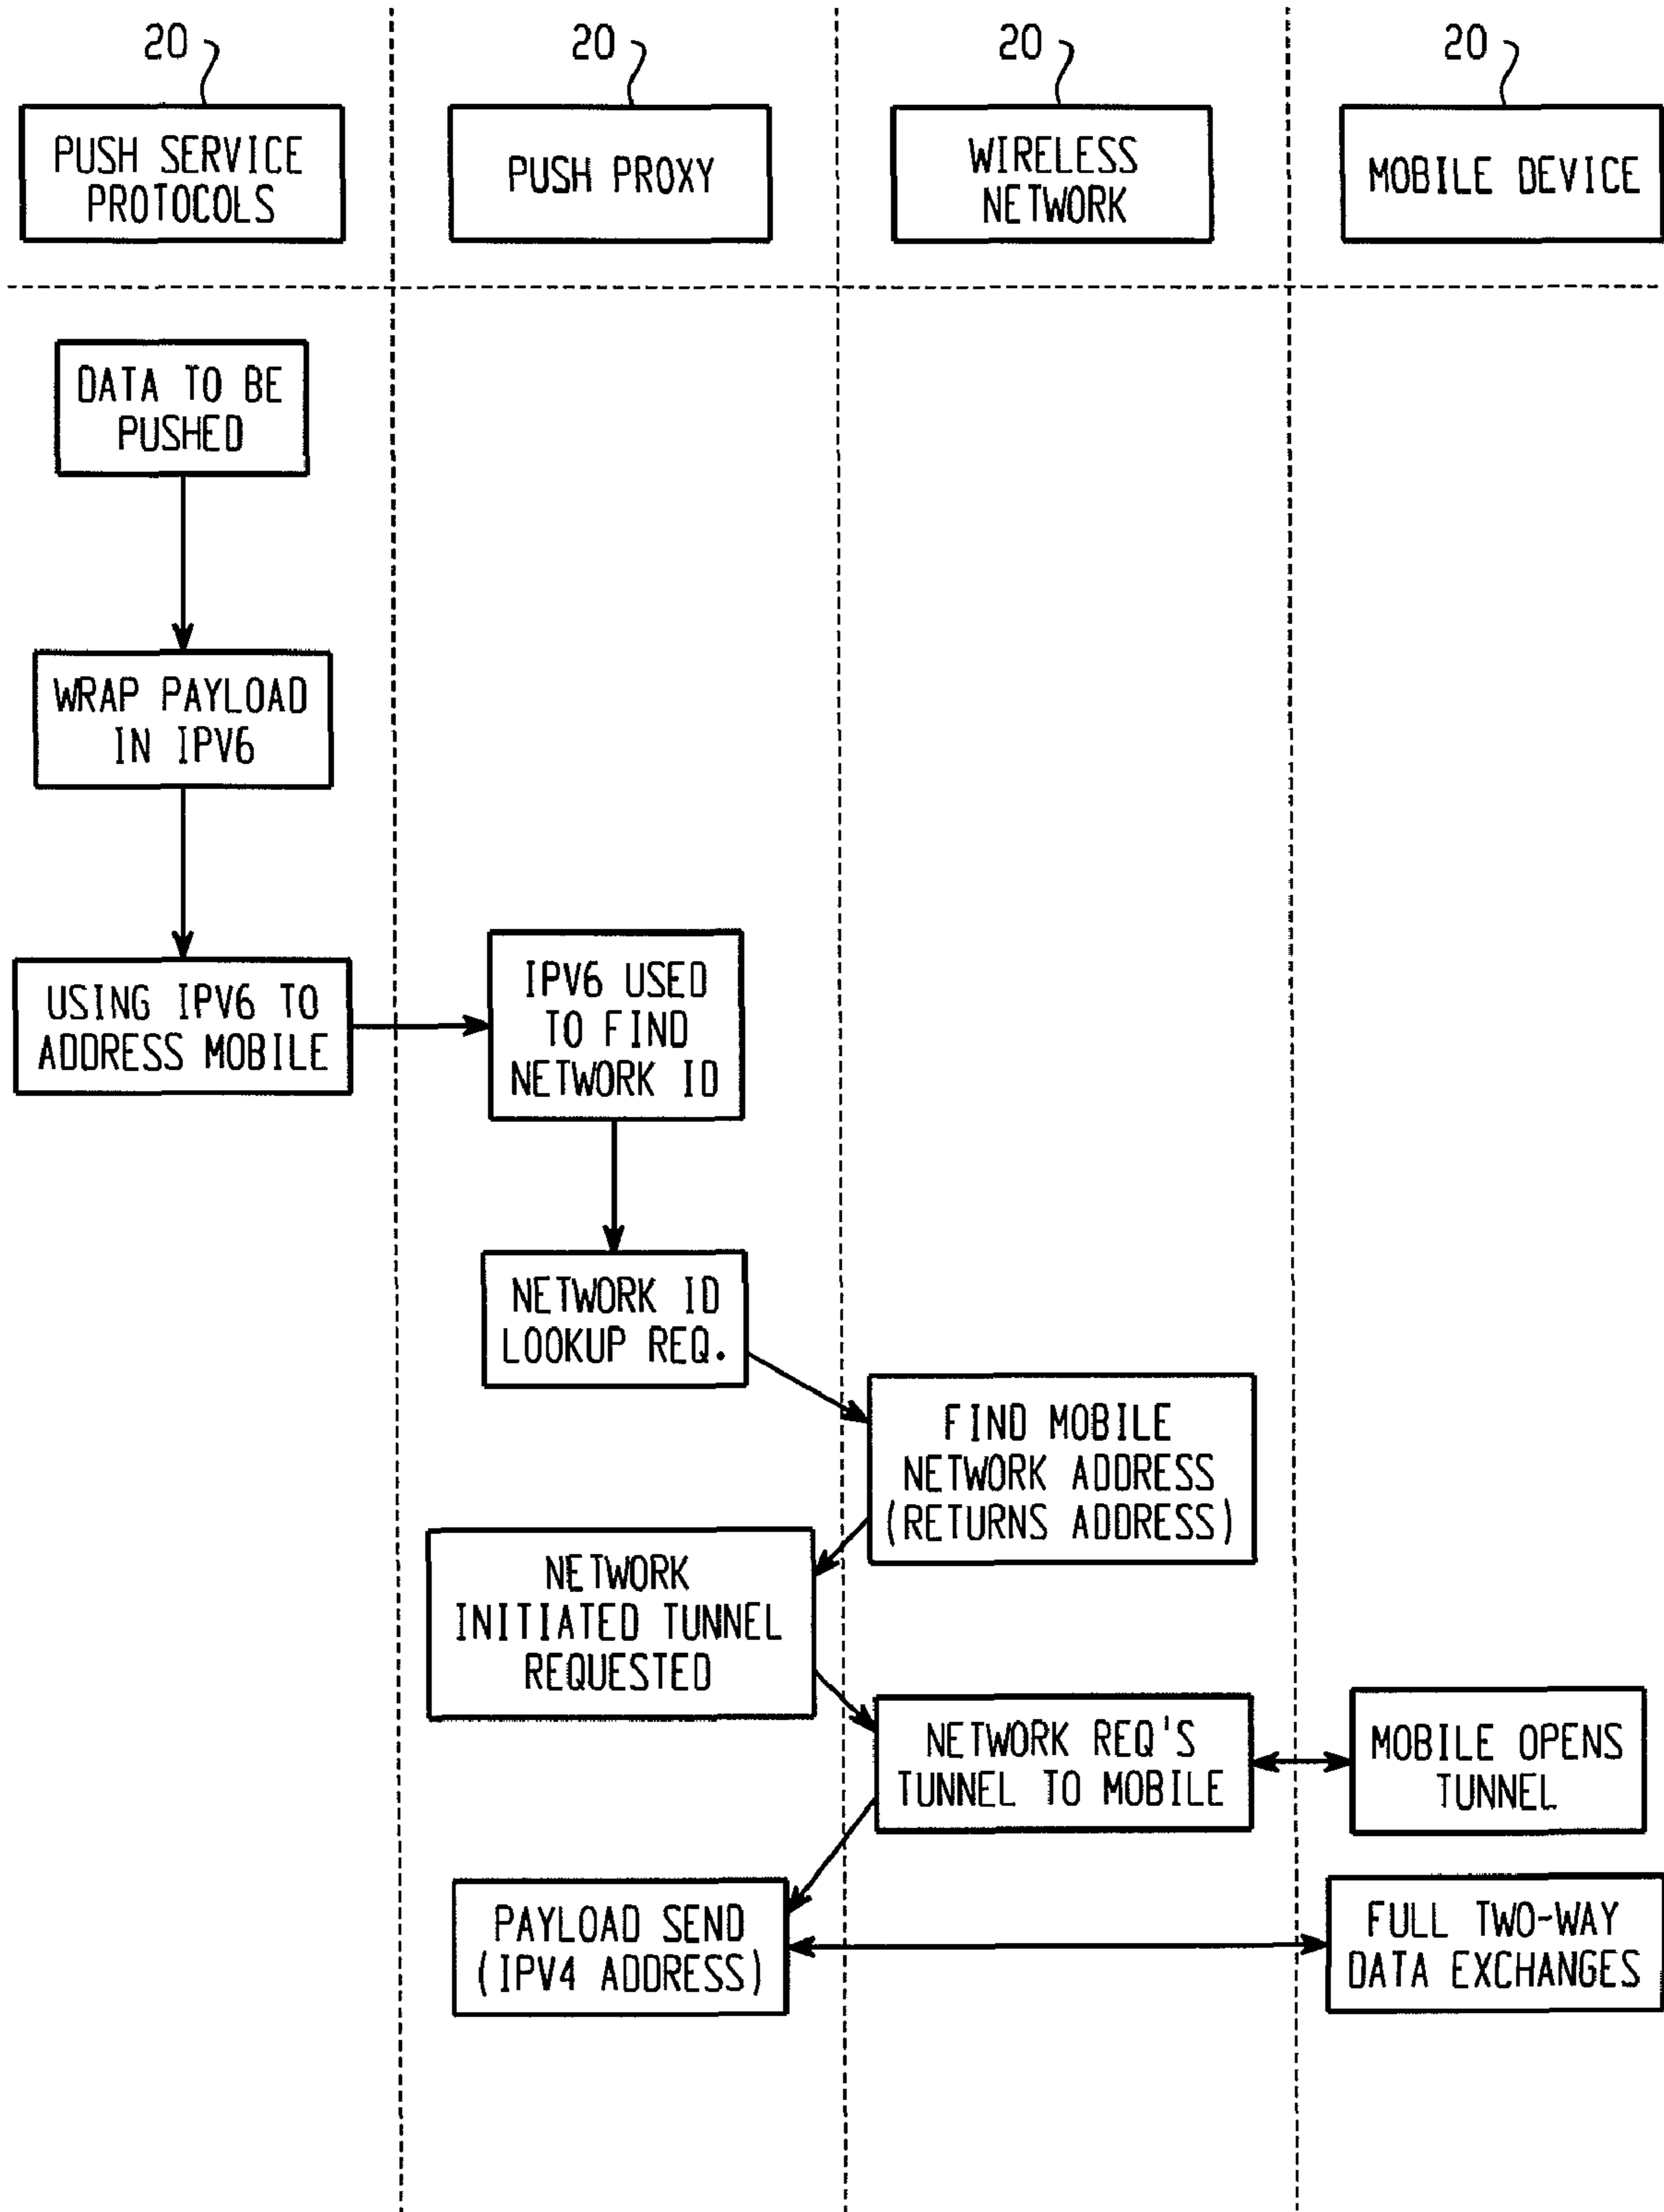 20
20
20
20
PUSH SERVICE
PROTOCOLS
PUSH PROXY
WIRELESS
NETWORK
MOBILE DEVICE
DATA TO BE
PUSHED
WRAP PAYLOAD
IN IPV6
USING IPV6 TO
ADDRESS MOBILE
IPV6 USED
TO FIND
NETWORK ID
NETWORK ID
LOOKUP REQ.
FIND MOBILE
NETWORK ADDRESS
(RETURNS ADDRESS)
NETWORK
INITIATED TUNNEL
REQUESTED
NETWORK REQ'S
TUNNEL TO MOBILE
MOBILE OPENS
TUNNEL
PAYLOAD SEND
(IPV4 ADDRESS)
FULL TWO-WAY
DATA EXCHANGES